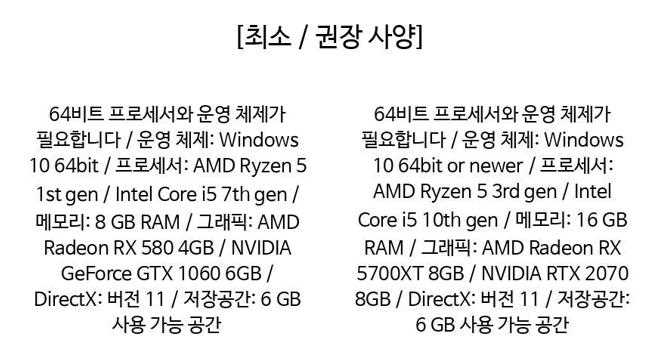 [최소 / 권장 사양]
64비트 프로세서와 운영 체제가
필요합니다 / 운영 체제: Windows
10 64bit / 프로세서: AMD Ryzen 5
1st gen / Intel Core i5 7th gen /
메모리: 8 GB RAM / 그래픽: AMD
Radeon RX 580 4GB / NVIDIA
GeForce GTX 1060 6GB /
DirectX: 버전 11 / 저장공간: 6 GB
사용 가능 공간
64비트 프로세서와 운영 체제가
필요합니다 / 운영 체제: Windows
10 64bit or newer / 프로세서:
AMD Ryzen 5 3rd gen / Intel
Core i5 10th gen / 메모리: 16 GB
RAM / 그래픽: AMD Radeon RX
5700XT 8GB / NVIDIA RTX 2070
8GB / DirectX: 버전 11 / 저장공간:
6 GB 사용 가능 공간